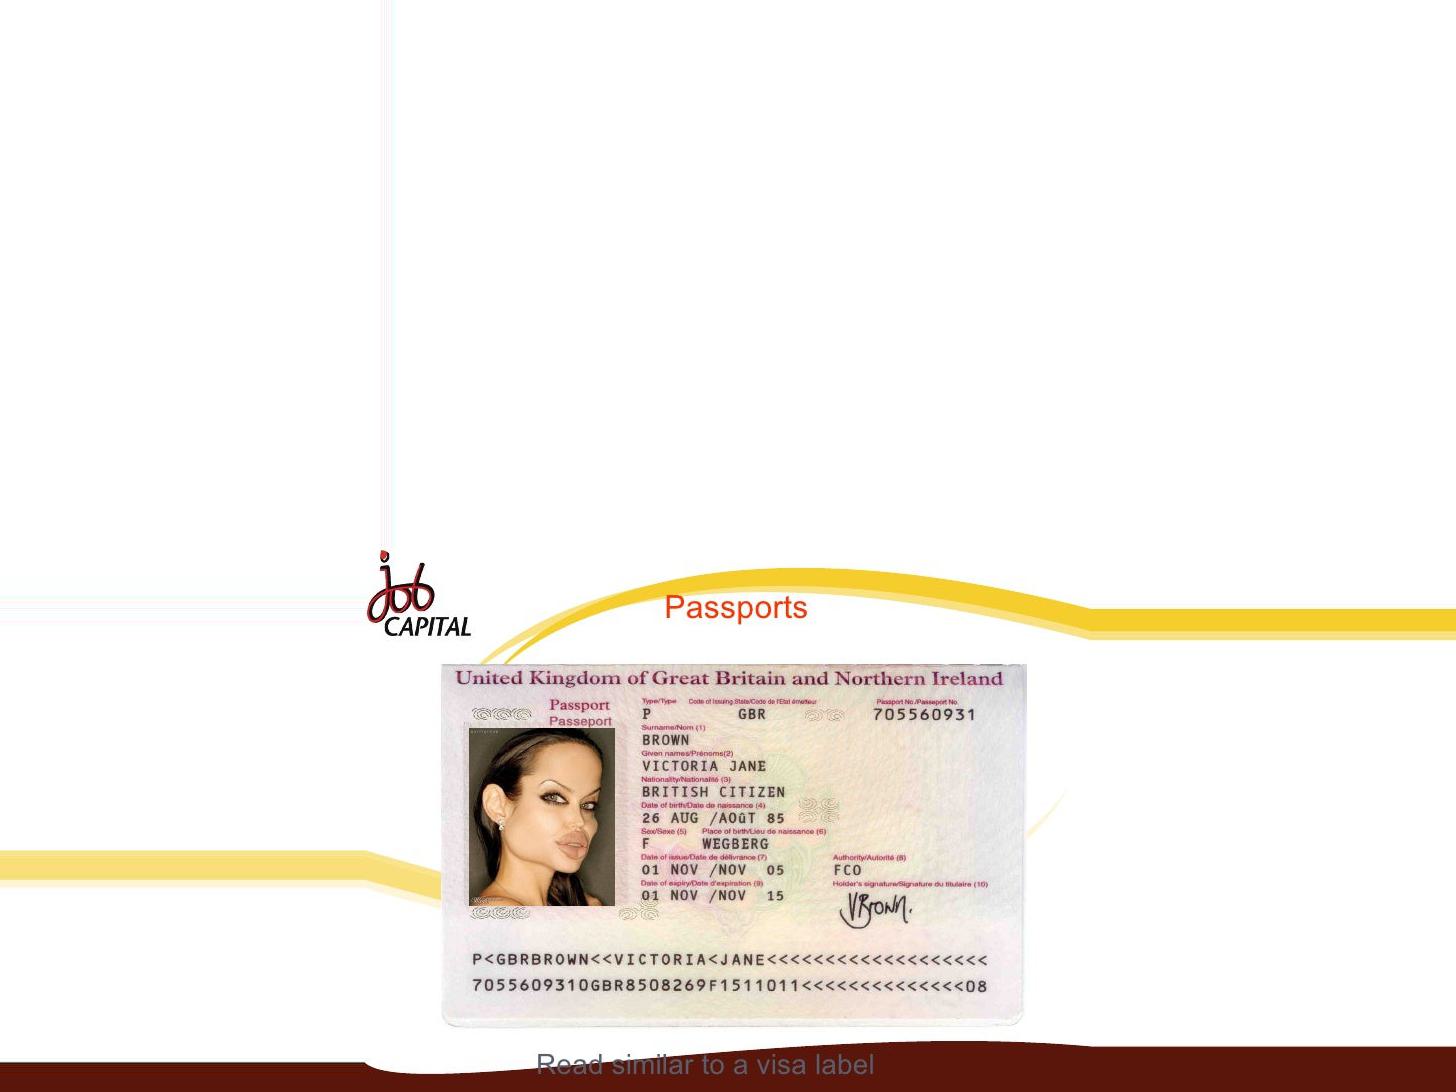 job
CAPITAL
Passports
United Kingdom of Great Britain and Northern Ireland
Passport
Passeport
Type/Type Code of Issuing State/Code de l'Etat émetteur Passport No./Passeport No.
P GBR 705560931
Surname/Nom (1)
BROWN
Given names/Prénoms(2)
VICTORIA JANE
Nationality/Nationalité (3)
BRITISH CITIZEN
Date of birth/Date de naissance (4)
26 AUG /AOûT 85
Sex/Sexe (5) Place of birth/Lieu de naissance (6)
F WEGBERG
Date of issue/Date de délivrance (7) Authority/Autorité (8)
01 NOV /NOV 05 FCO
Date of expiry/Date d'expiration (9) Holder's signature/Signature du titulaire (10)
01 NOV /NOV 15 VBrown.
P<GBRBROWN<<VICTORIA<JANE<<<<<<<<<<<<<<<<<<<
7055609310GBR8508269F1511011<<<<<<<<<<<<<<08
Read similar to a visa label